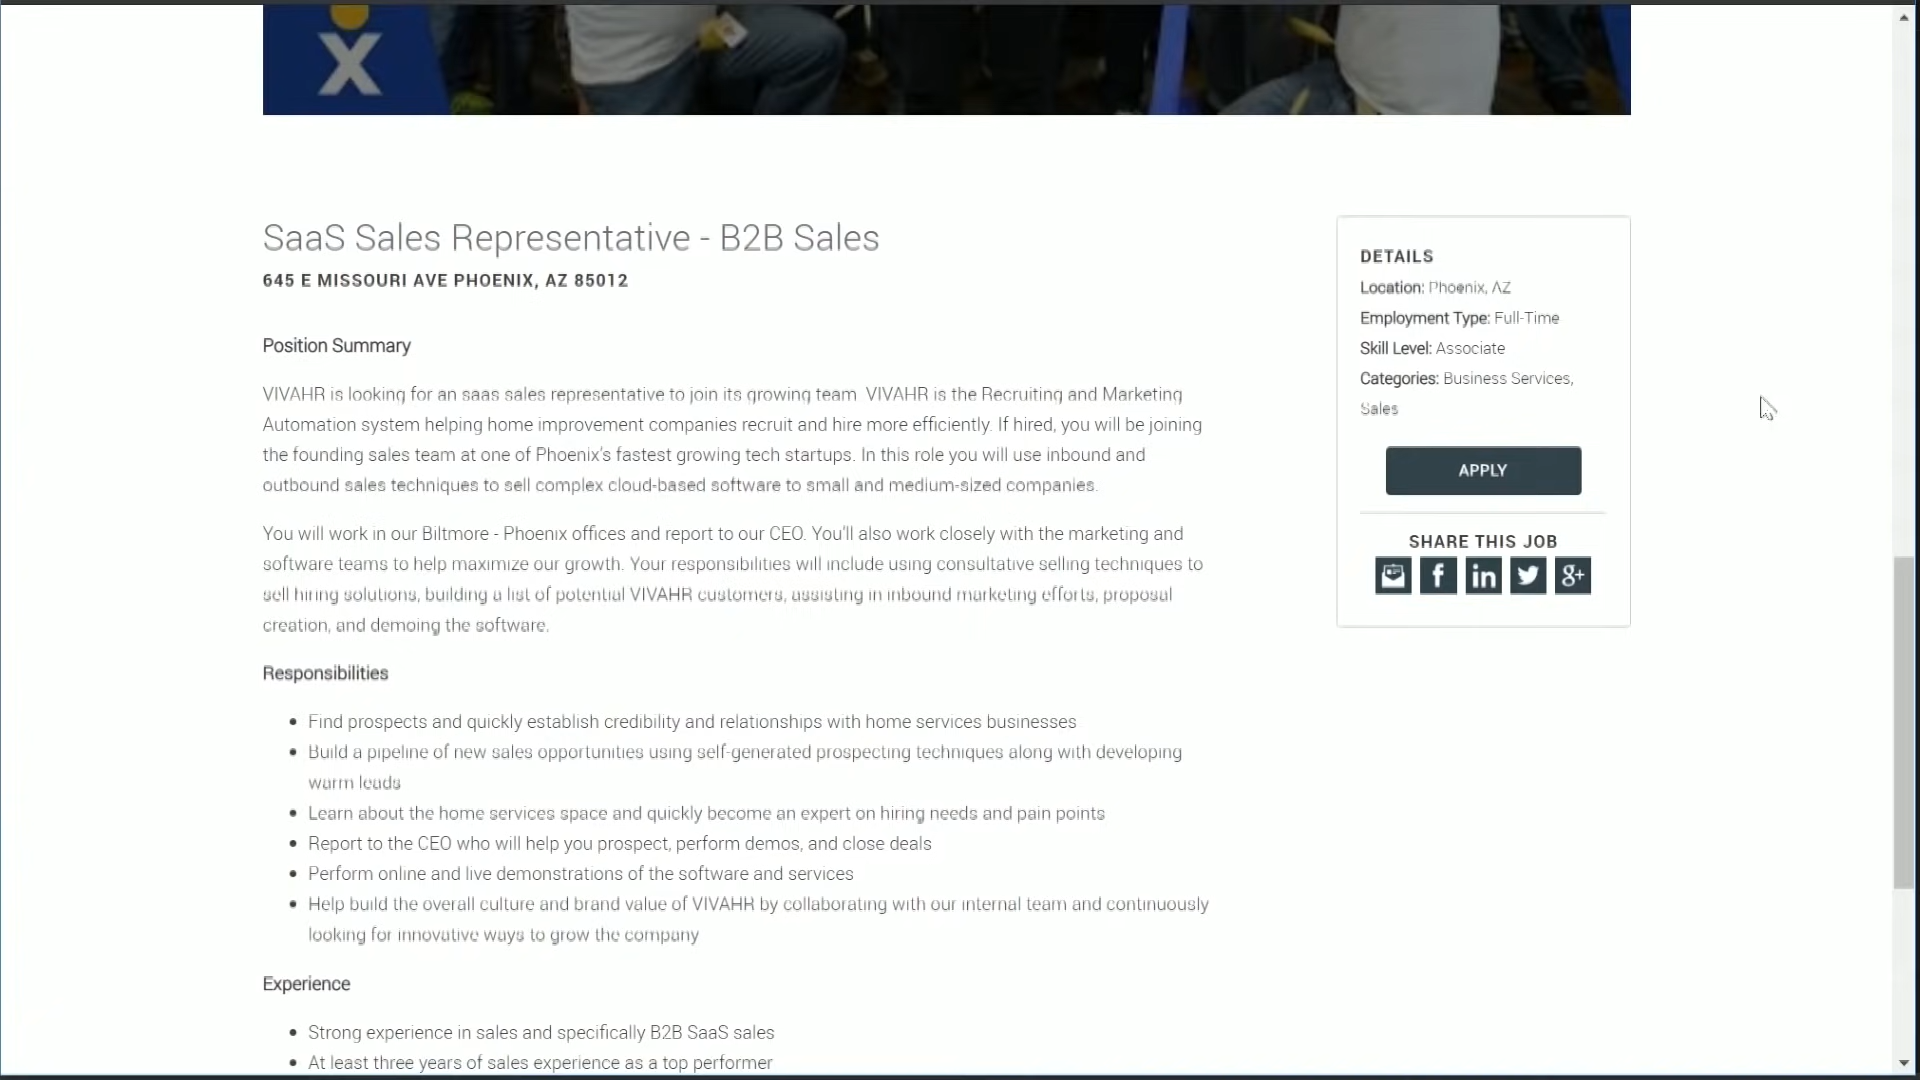 X
SaaS Sales Representative - B2B Sales
645 E MISSOURI AVE PHOENIX, AZ 85012
Position Summary
VIVAHR is looking for an saas sales representative to join its growing team. VIVAHR is the Recruiting and Marketing
Automation system helping home improvement companies recruit and hire more efficiently. If hired, you will be joining
the founding sales team at one of Phoenix's fastest growing tech startups. In this role you will use inbound and
outbound sales techniques to sell complex cloud-based software to small and medium-sized companies.
You will work in our Biltmore - Phoenix offices and report to our CEO. You'll also work closely with the marketing and
software teams to help maximize our growth. Your responsibilities will include using consultative selling techniques to
sell hiring solutions, building a list of potential VIVAHR customers, assisting in inbound marketing efforts, proposal
creation, and demoing the software.
Responsibilities
• Find prospects and quickly establish credibility and relationships with home services businesses
• Build a pipeline of new sales opportunities using self-generated prospecting techniques along with developing
warm leads
• Learn about the home services space and quickly become an expert on hiring needs and pain points
• Report to the CEO who will help you prospect, perform demos, and close deals
• Perform online and live demonstrations of the software and services
• Help build the overall culture and brand value of VIVAHR by collaborating with our internal team and continuously
looking for innovative ways to grow the company
Experience
• Strong experience in sales and specifically B2B SaaS sales
• At least three years of sales experience as a top performer
DETAILS
Location: Phoenix, AZ
Employment Type: Full-Time
Skill Level: Associate
Categories: Business Services,
Sales
APPLY
SHARE THIS JOB
f in g+